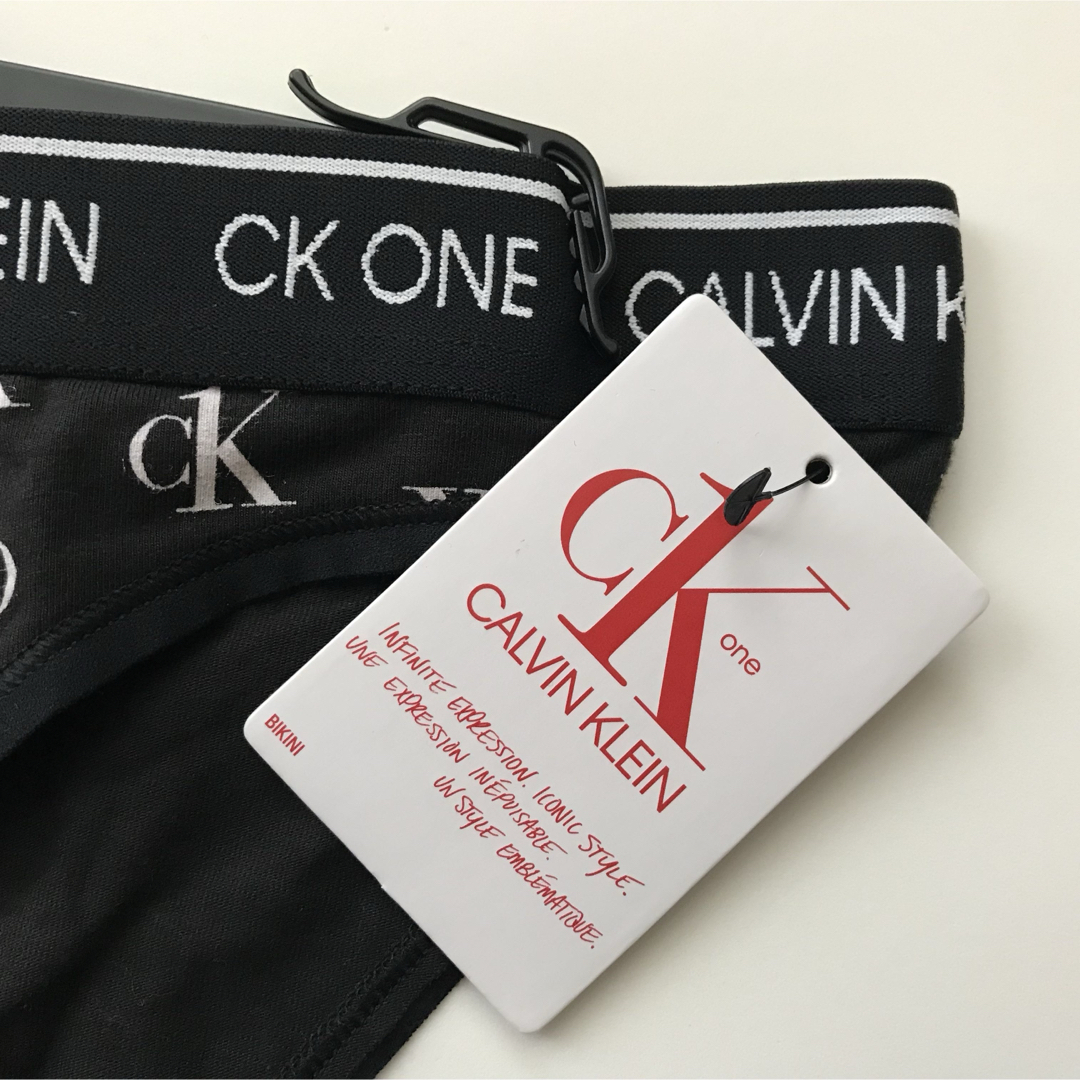 EIN CK ONE CALVIN K
CK
CK
one
CALVIN KLEIN
INFINITE EXPRESSION. ICONIC STYLE.
UNE EXPRESSION INÉPUISABLE.
UN STYLE EMBLÉMATIQUE.
BIKINI